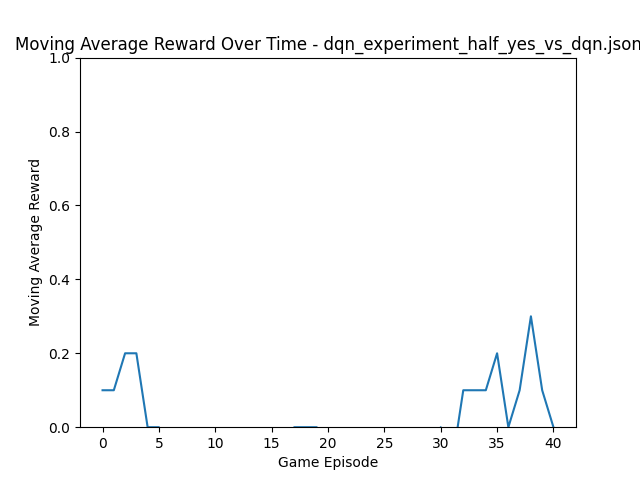 Moving Average Reward Over Time - dqn_experiment_half_yes_vs_dqn.json
1.0
0.8
0.6
0.4
0.2
0.0
Moving Average Reward
0 5 10 15 20 25 30 35 40
Game Episode